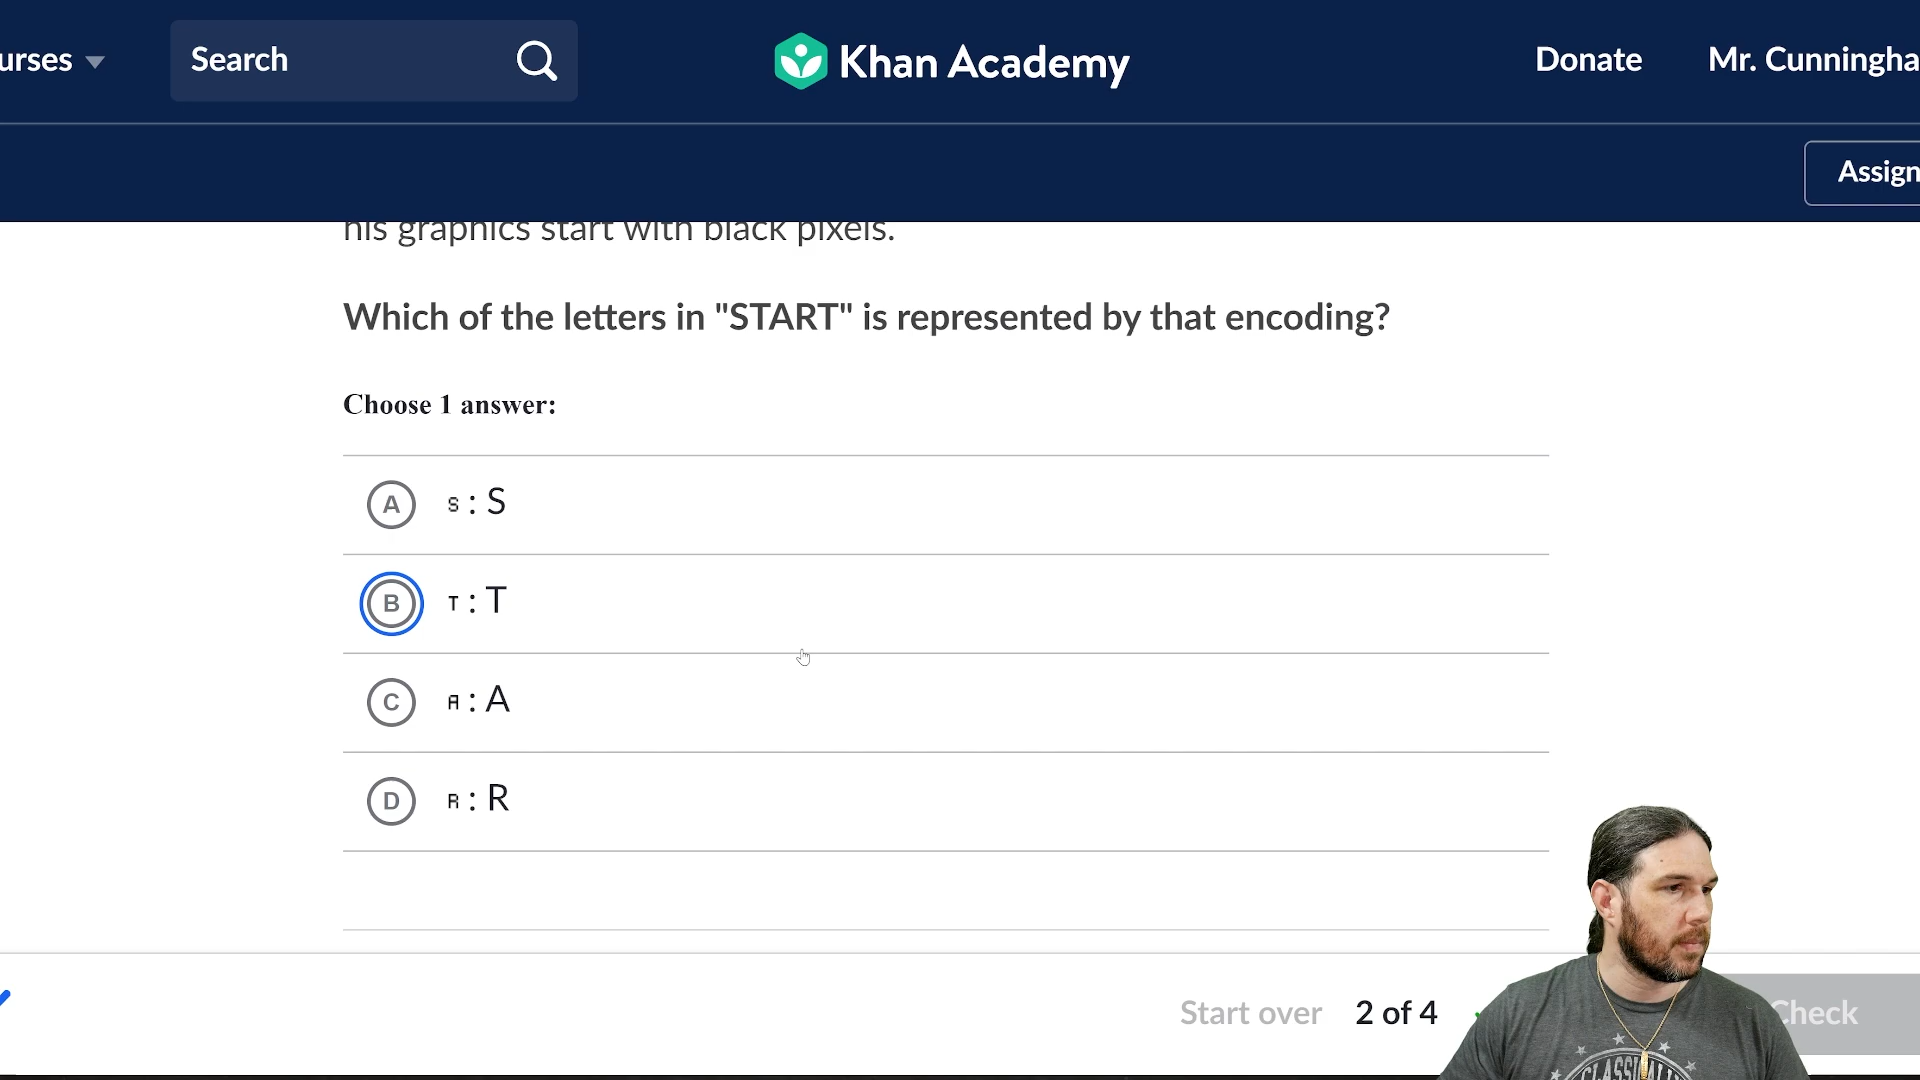 urses
Search
Khan Academy
Donate
Mr. Cunningha
Assign
his graphics start with black pixels.
Which of the letters in "START" is represented by that encoding?
Choose 1 answer:
A S : S
B T : T
C A : A
D R : R
Start over
2 of 4
Check
CLASSICALLY